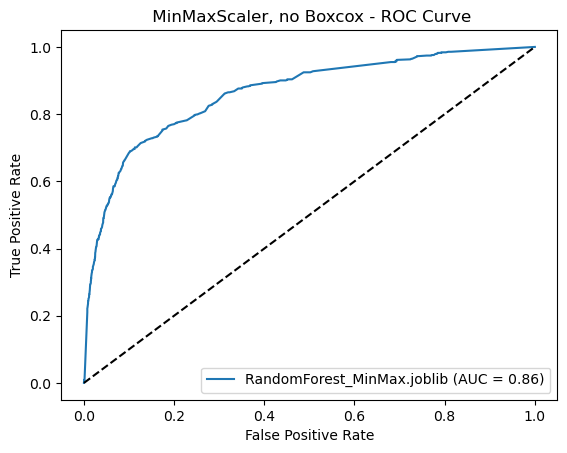 MinMaxScaler, no Boxcox - ROC Curve
True Positive Rate
1.0
0.8
0.6
0.4
0.2
0.0
RandomForest_MinMax.joblib (AUC = 0.86)
0.0 0.2 0.4 0.6 0.8 1.0
False Positive Rate